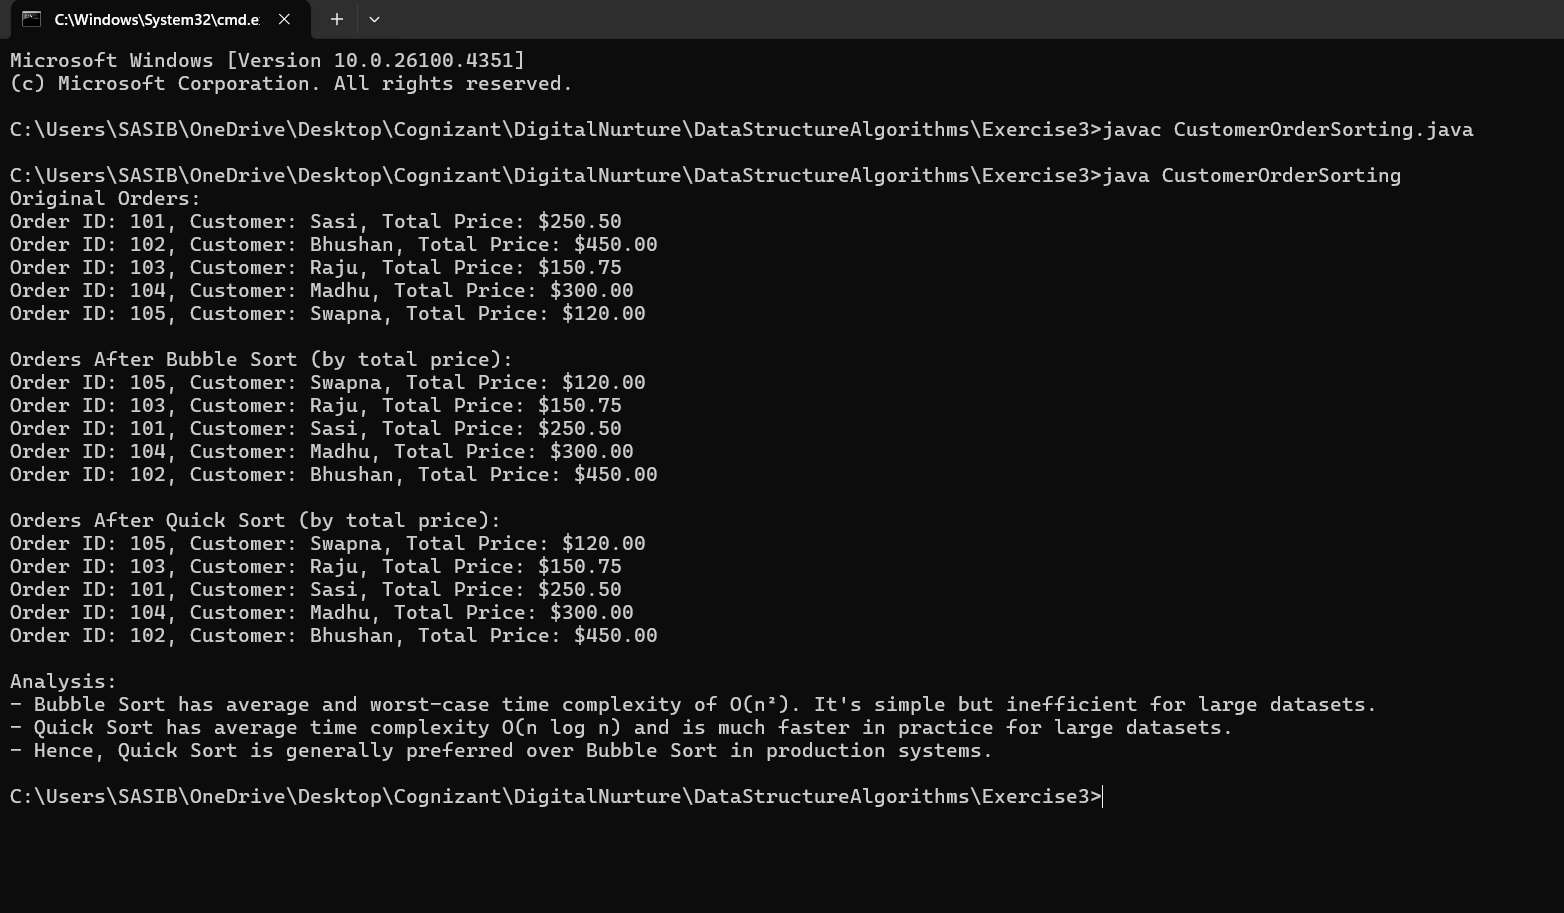 C:\Windows\System32\cmd.e
Microsoft Windows [Version 10.0.26100.4351]
(c) Microsoft Corporation. All rights reserved.
C:\Users\SASIB\OneDrive\Desktop\Cognizant\DigitalNurture\DataStructureAlgorithms\Exercise3>javac CustomerOrderSorting.java
C:\Users\SASIB\OneDrive\Desktop\Cognizant\DigitalNurture\DataStructureAlgorithms\Exercise3>java CustomerOrderSorting
Original Orders:
Order ID: 101, Customer: Sasi, Total Price: $250.50
Order ID: 102, Customer: Bhushan, Total Price: $450.00
Order ID: 103, Customer: Raju, Total Price: $150.75
Order ID: 104, Customer: Madhu, Total Price: $300.00
Order ID: 105, Customer: Swapna, Total Price: $120.00
Orders After Bubble Sort (by total price):
Order ID: 105, Customer: Swapna, Total Price: $120.00
Order ID: 103, Customer: Raju, Total Price: $150.75
Order ID: 101, Customer: Sasi, Total Price: $250.50
Order ID: 104, Customer: Madhu, Total Price: $300.00
Order ID: 102, Customer: Bhushan, Total Price: $450.00
Orders After Quick Sort (by total price):
Order ID: 105, Customer: Swapna, Total Price: $120.00
Order ID: 103, Customer: Raju, Total Price: $150.75
Order ID: 101, Customer: Sasi, Total Price: $250.50
Order ID: 104, Customer: Madhu, Total Price: $300.00
Order ID: 102, Customer: Bhushan, Total Price: $450.00
Analysis:
- Bubble Sort has average and worst-case time complexity of O(n²). It's simple but inefficient for large datasets.
- Quick Sort has average time complexity O(n log n) and is much faster in practice for large datasets.
- Hence, Quick Sort is generally preferred over Bubble Sort in production systems.
C:\Users\SASIB\OneDrive\Desktop\Cognizant\DigitalNurture\DataStructureAlgorithms\Exercise3>